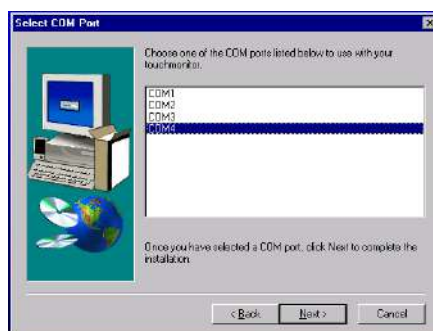 Select COM Port
Choose one of the COM ports listed below to use with your
touchmonitor.
COM1
COM2
COM3
COM4
Once you have selected a COM port, click Next to complete the
installation.
< Back
Next >
Cancel